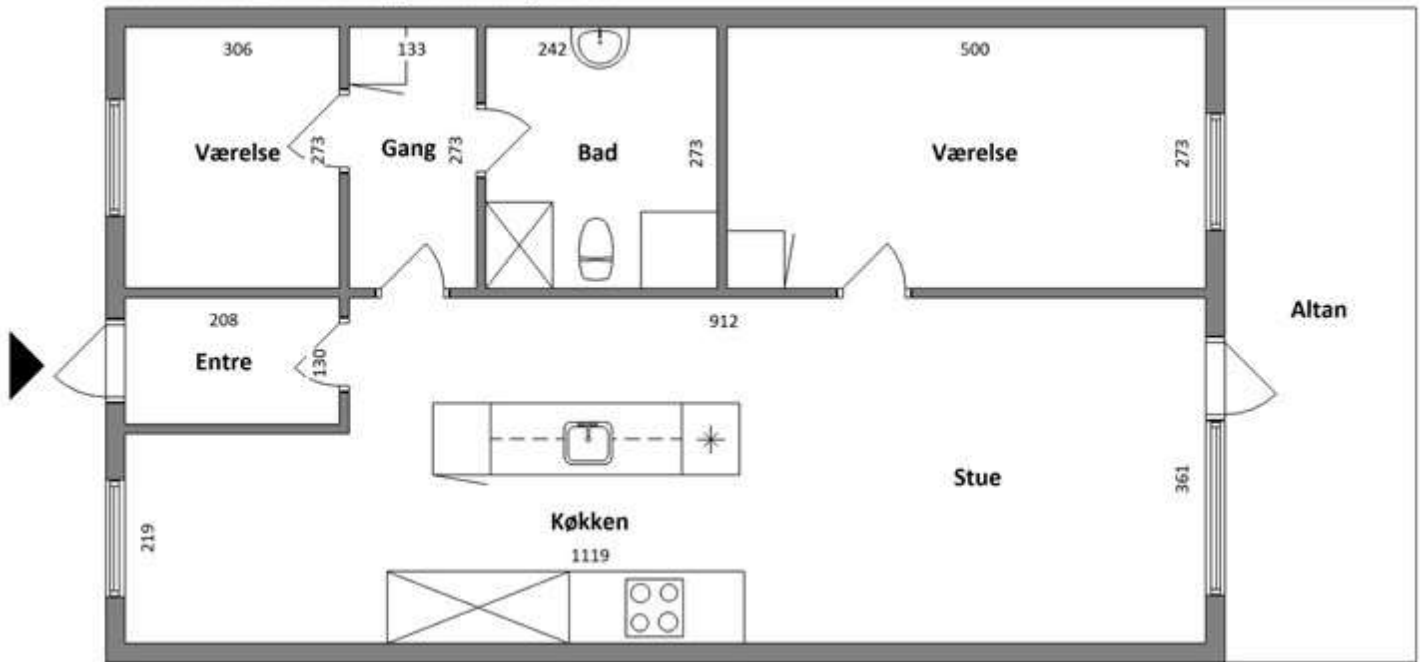 306
133
242
500
Værelse
273
Gang
273
Bad
273
Værelse
273
208
912
Altan
Entre
130
Stue
361
219
Køkken
1119